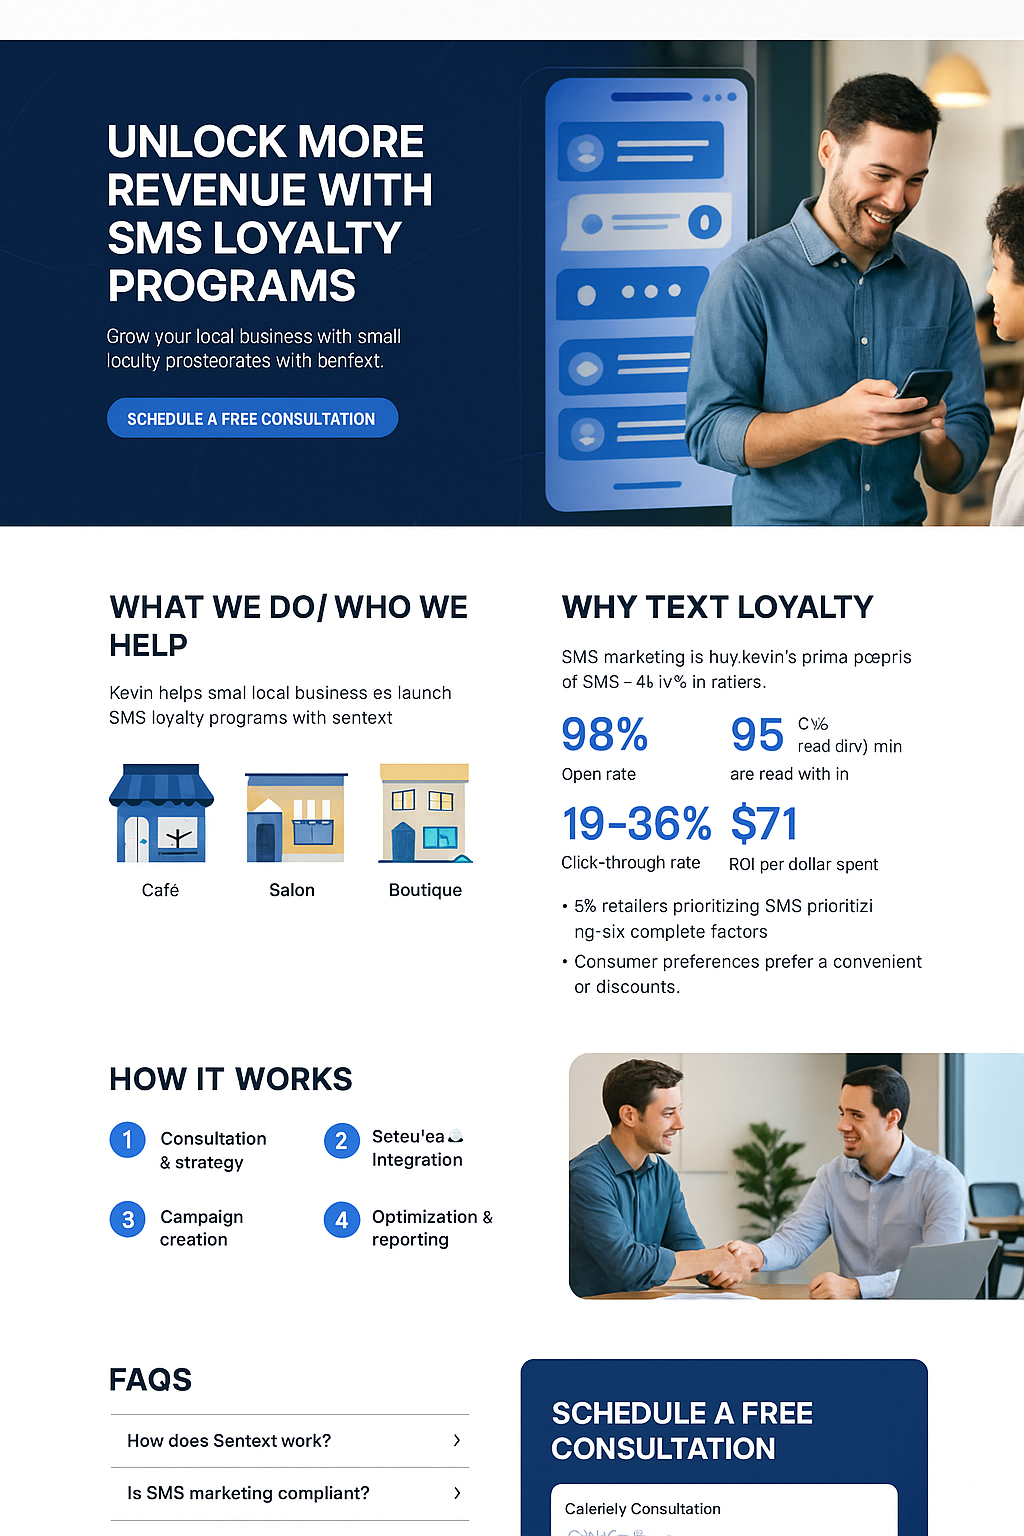 UNLOCK MORE
REVENUE WITH
SMS LOYALTY
PROGRAMS
Grow your local business with small
loculty prosteorates with benfext.
SCHEDULE A FREE CONSULTATION
WHAT WE DO/ WHO WE
HELP
Kevin helps smal local business es launch
SMS loyalty programs with sentext
Café
Salon
Boutique
WHY TEXT LOYALTY
SMS marketing is huy.kevin's prima pœpris
of SMS – in ratiers.
98%
Open rate
95
read dirv) min
are read with in
19-36%
Click-through rate
$71
ROI per dollar spent
• 5% retailers prioritizing SMS prioritizi
ng-six complete factors
• Consumer preferences prefer a convenient
or discounts.
HOW IT WORKS
1 Consultation
& strategy
2 Seteu'ea
Integration
3 Campaign
creation
4 Optimization &
reporting
FAQS
How does Sentext work?
Is SMS marketing compliant?
SCHEDULE A FREE
CONSULTATION
Caleriely Consultation